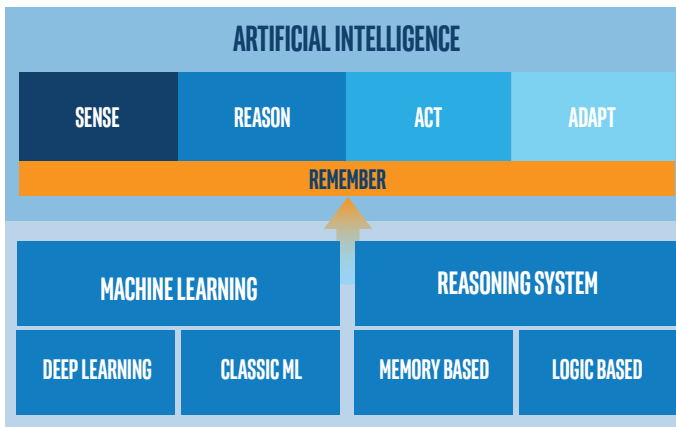 ARTIFICIAL INTELLIGENCE
SENSE
REASON
ACT
ADAPT
REMEMBER
MACHINE LEARNING
REASONING SYSTEM
DEEP LEARNING
CLASSIC ML
MEMORY BASED
LOGIC BASED